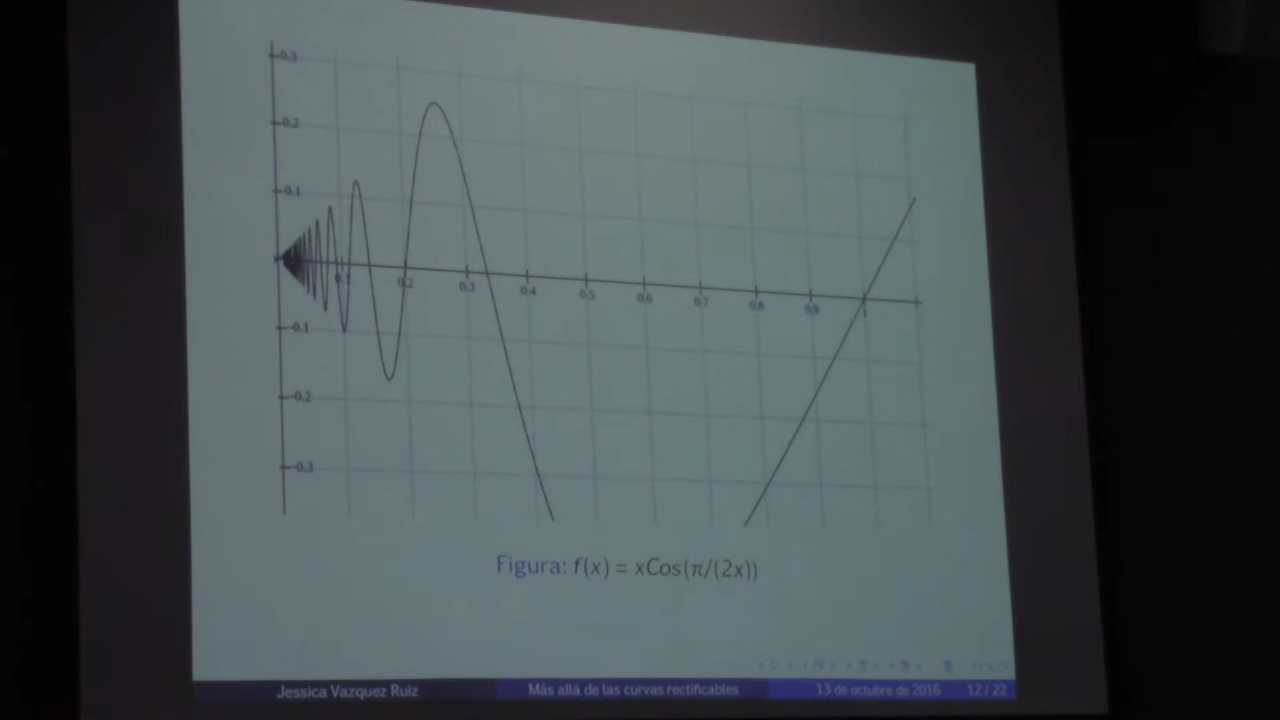 0.3
0.2
0.1
0.1 0.2 0.3 0.4 0.5 0.6 0.7 0.8 0.9 1
-0.1
-0.2
-0.3
Figura: f(x) = xCos(π/(2x))
Jessica Vazquez Ruiz Más allá de las curvas rectificables 13 de octubre de 2016 12 / 22